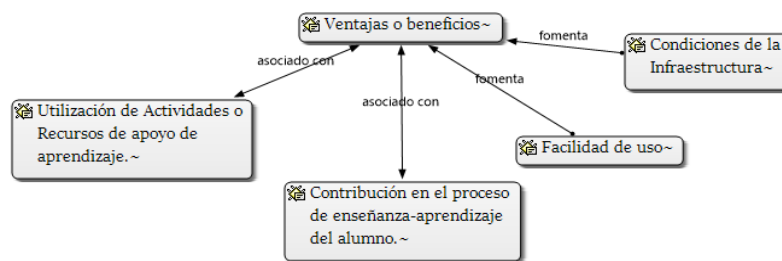 Ventajas o beneficios~
fomenta
Condiciones de la
Infraestructura~
asociado con
fomenta
Utilización de Actividades o
Recursos de apoyo de
aprendizaje.~
asociado con
Facilidad de uso~
Contribución en el proceso
de enseñanza-aprendizaje
del alumno.~